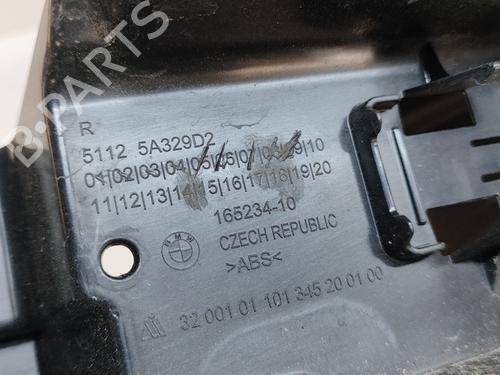 R
5112 5A329D2
01|02|03|04|05|06|07|08|09|10
11|12|13|14|15|16|17|18|19|20
165234-10
BMW
CZECH REPUBLIC
>ABS<
32 001 01 101 345 20 01 00
B-Parts